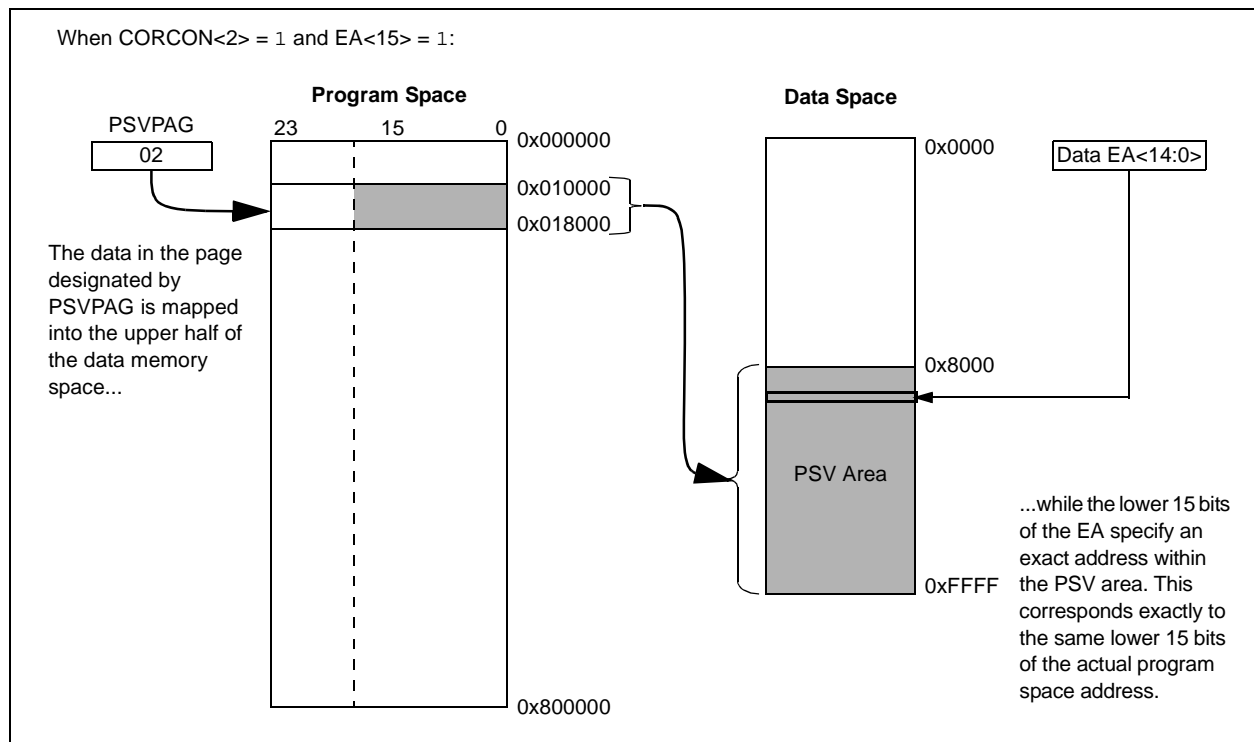 When CORCON<2> = 1 and EA<15> = 1:
Program Space
Data Space
PSVPAG
02
23 15 0
0x000000
0x010000
0x018000
0x800000
The data in the page
designated by
PSVPAG is mapped
into the upper half of
the data memory
space...
0x0000
0x8000
0xFFFF
PSV Area
Data EA<14:0>
...while the lower 15 bits
of the EA specify an
exact address within
the PSV area. This
corresponds exactly to
the same lower 15 bits
of the actual program
space address.